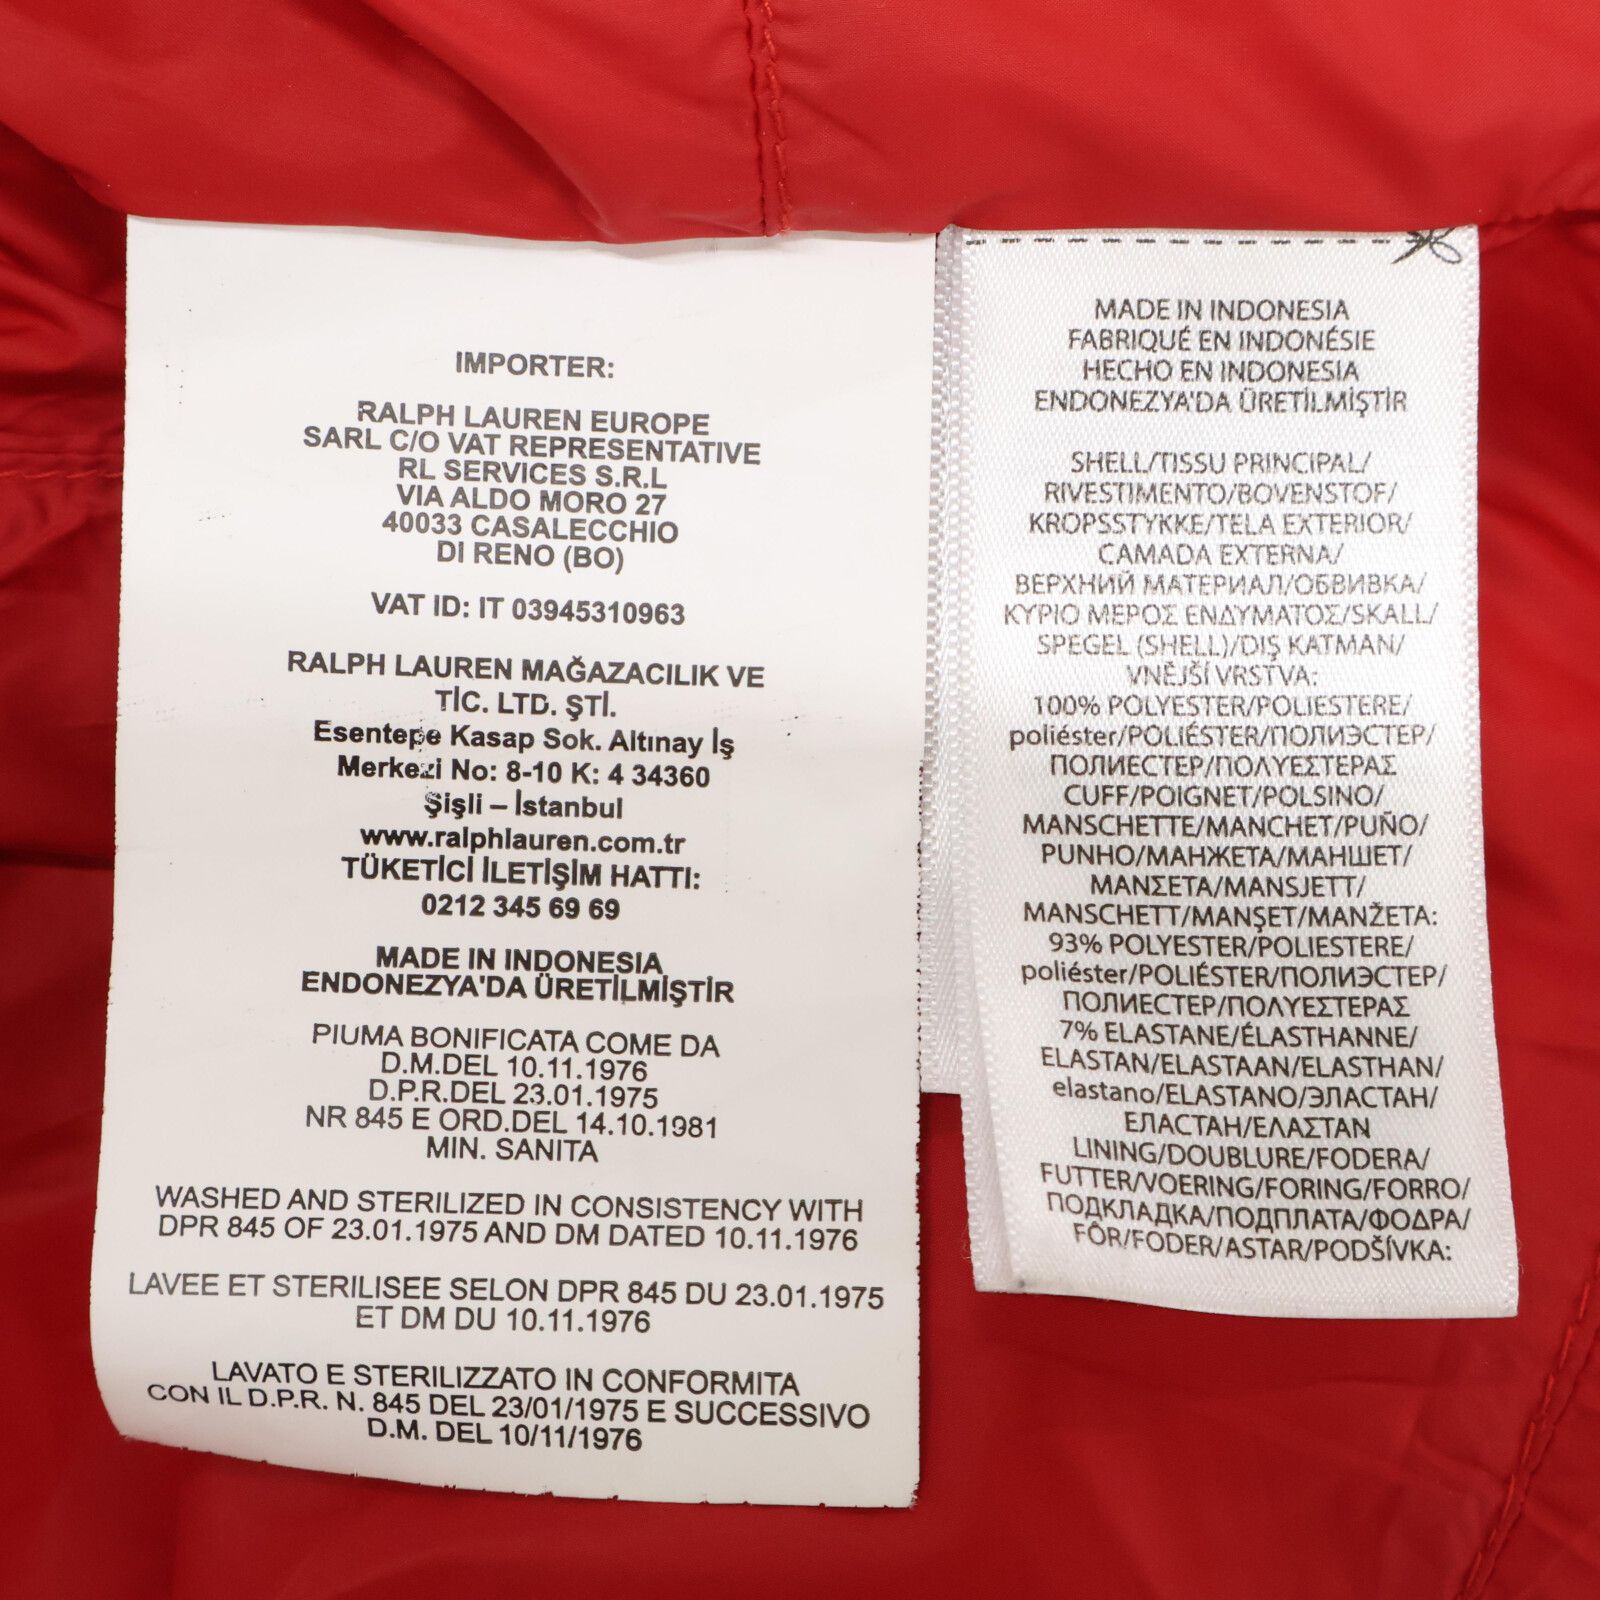 IMPORTER:
RALPH LAUREN EUROPE
SARL C/O VAT REPRESENTATIVE
RL SERVICES S.R.L
VIA ALDO MORO 27
40033 CASALECCHIO
DI RENO (BO)
VAT ID: IT 03945310963
RALPH LAUREN MAĞAZACILIK VE
TİC. LTD. ŞTİ.
Esentepe Kasap Sok. Altınay İş
Merkezi No: 8-10 K: 4 34360
Şişli – İstanbul
www.ralphlauren.com.tr
TÜKETİCİ İLETİŞİM HATTI:
0212 345 69 69
MADE IN INDONESIA
ENDONEZYA'DA ÜRETİLMİŞTİR
PIUMA BONIFICATA COME DA
D.M.DEL 10.11.1976
D.P.R.DEL 23.01.1975
NR 845 E ORD.DEL 14.10.1981
MIN. SANITA
WASHED AND STERILIZED IN CONSISTENCY WITH
DPR 845 OF 23.01.1975 AND DM DATED 10.11.1976
LAVEE ET STERILISEE SELON DPR 845 DU 23.01.1975
ET DM DU 10.11.1976
LAVATO E STERILIZZATO IN CONFORMITA
CON IL D.P.R. N. 845 DEL 23/01/1975 E SUCCESSIVO
D.M. DEL 10/11/1976
MADE IN INDONESIA
FABRIQUÉ EN INDONÉSIE
HECHO EN INDONESIA
ENDONEZYA'DA ÜRETİLMİŞTİR
SHELL/TISSU PRINCIPAL/
RIVESTIMENTO/BOVENSTOF/
KROPSSTYKKE/TELA EXTERIOR/
CAMADA EXTERNA/
ВЕРХНИЙ МАТЕРИАЛ/ОБВИВКА/
ΚΥΡΙΟ ΜΕΡΟΣ ΕΝΔΥΜΑΤΟΣ/SKALL/
SPEGEL (SHELL)/DIŞ KATMAN/
VNĚJŠÍ VRSTVA:
100% POLYESTER/POLIESTERE/
poliéster/POLIÉSTER/ПОЛИЭСТЕР/
ПОЛИЕСТЕР/ΠΟΛΥΕΣΤΕΡΑΣ
CUFF/POIGNET/POLSINO/
MANSCHETTE/MANCHET/PUÑO/
PUNHO/МАНЖЕТА/МАНШЕТ/
ΜΑΝΣΕΤΑ/MANSJETT/
MANSCHETT/MANŞET/MANŽETA:
93% POLYESTER/POLIESTERE/
poliéster/POLIÉSTER/ПОЛИЭСТЕР/
ПОЛИЕСТЕР/ΠΟΛΥΕΣΤΕΡΑΣ
7% ELASTANE/ÉLASTHANNE/
ELASTAN/ELASTAAN/ELASTHAN/
elastano/ELASTANO/ЭЛАСТАН/
ЕЛАСТАН/ΕΛΑΣΤΑΝ
LINING/DOUBLURE/FODERA/
FUTTER/VOERING/FORING/FORRO/
ПОДКЛАДКА/ПОДПЛАТА/ΦΟΔΡΑ/
FÔR/FODER/ASTAR/PODŠÍVKA: